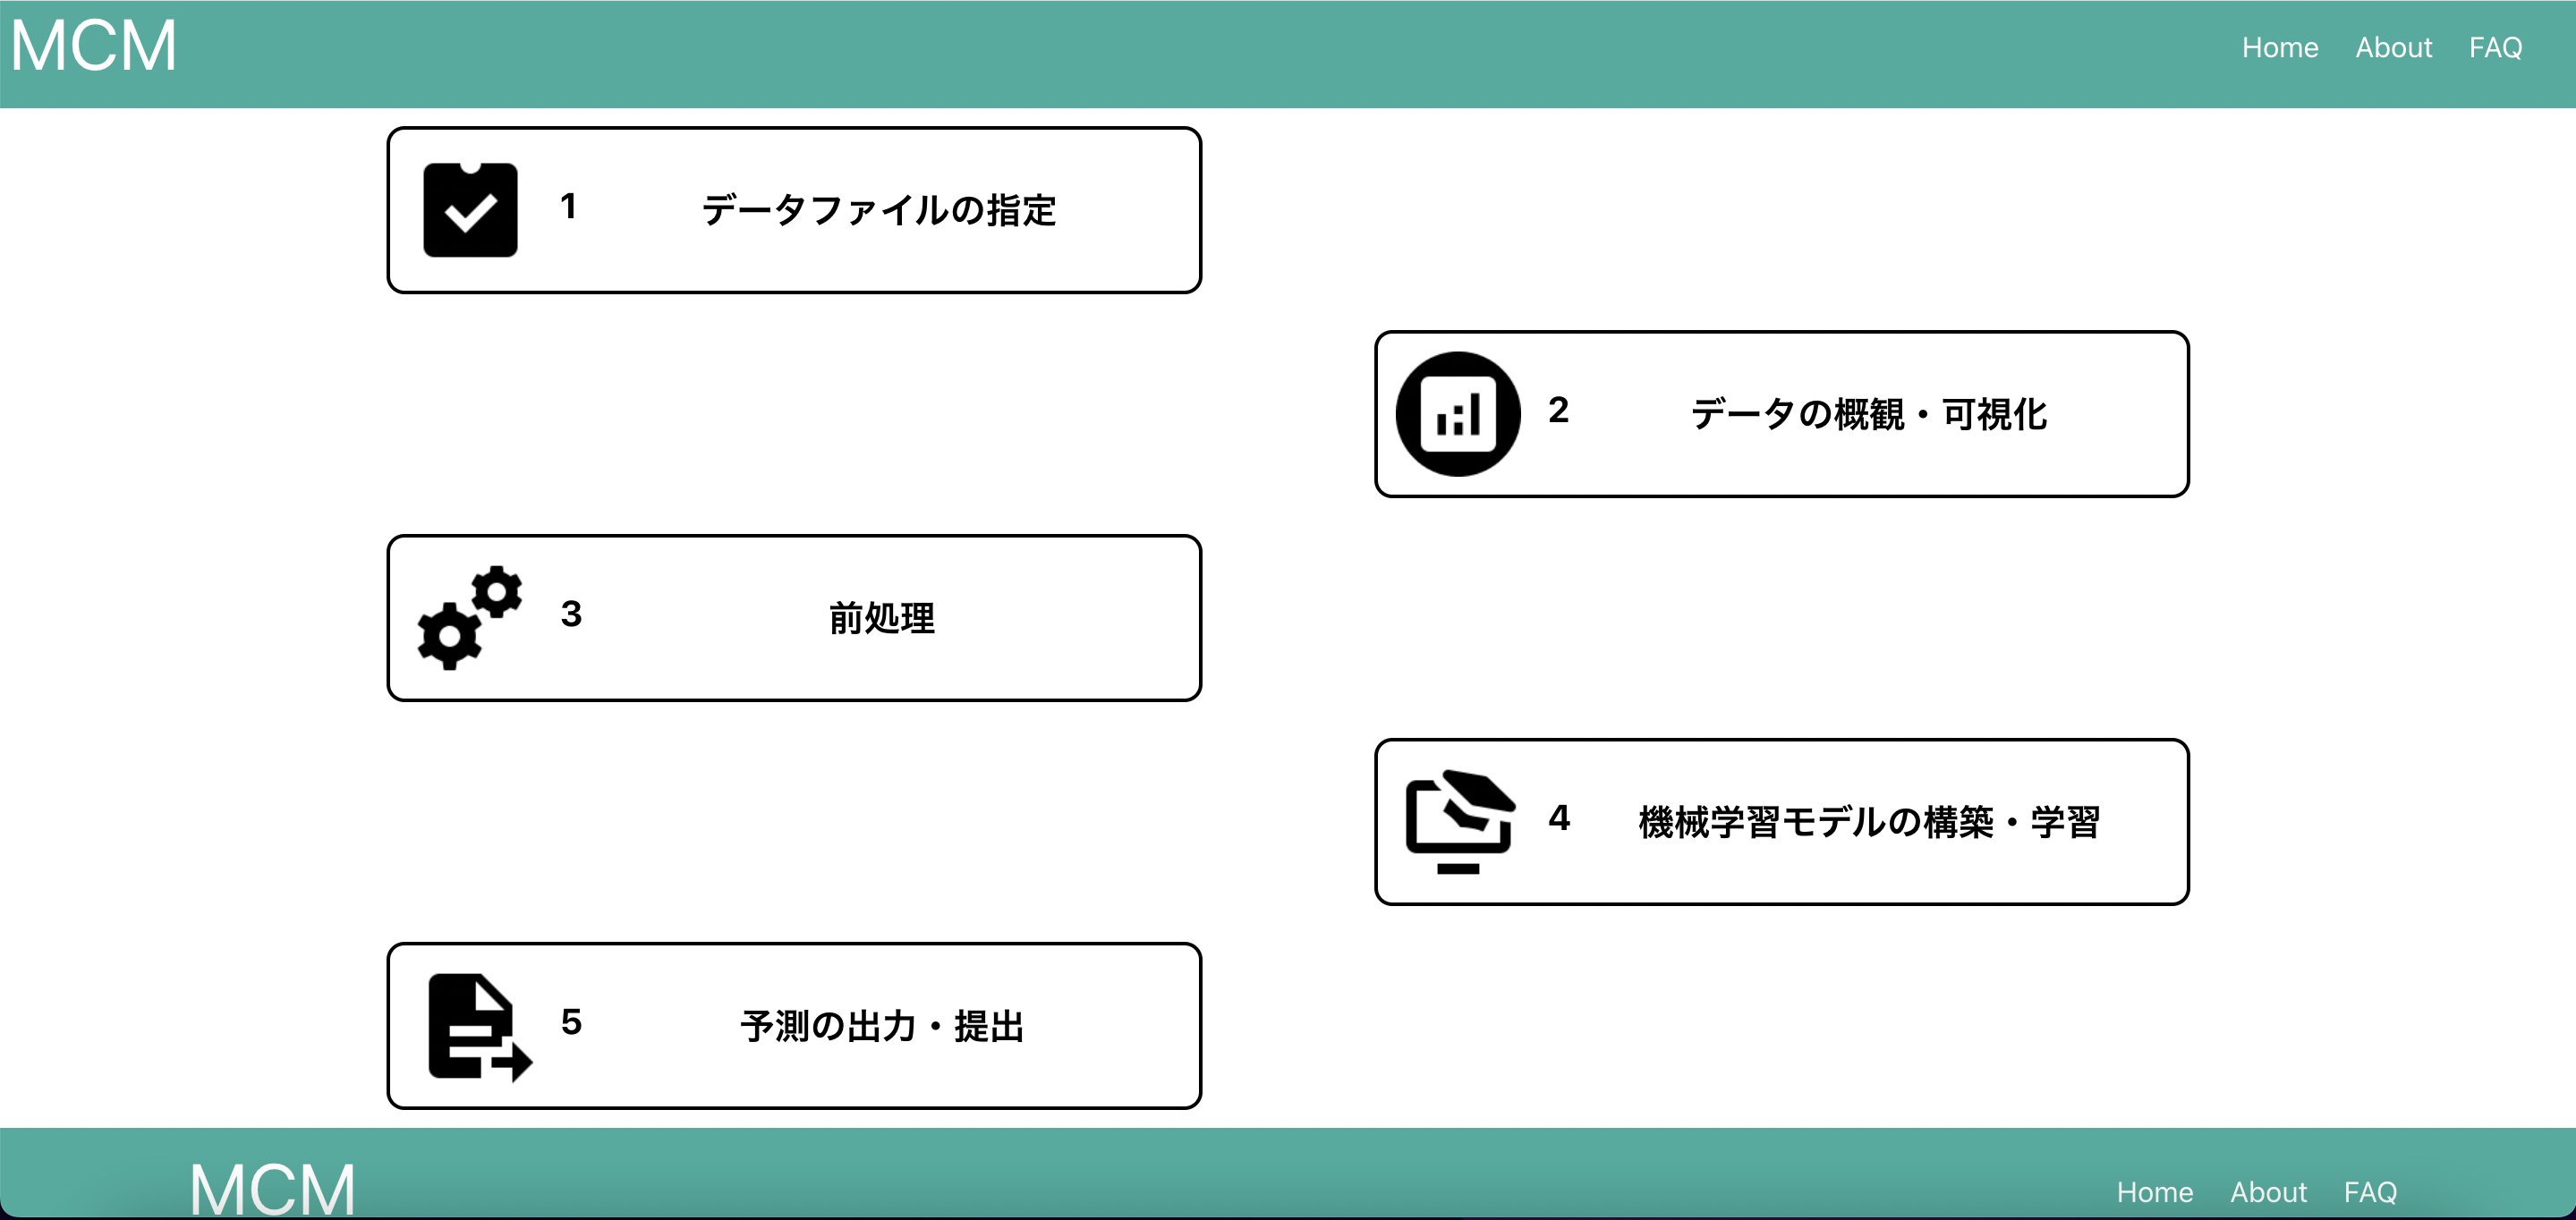 MCM
Home About FAQ
1 データファイルの指定
2 データの概観・可視化
3 前処理
4 機械学習モデルの構築・学習
5 予測の出力・提出
MCM
Home About FAQ